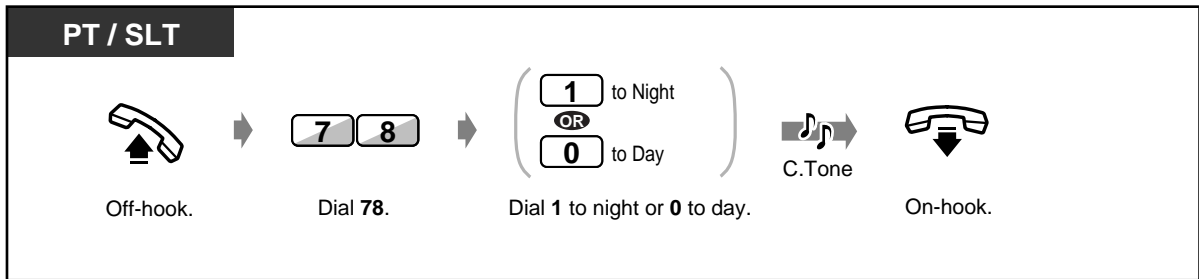 PT / SLT
7 8
1 to Night
OR
0 to Day
C.Tone
Off-hook.
Dial 78.
Dial 1 to night or 0 to day.
On-hook.